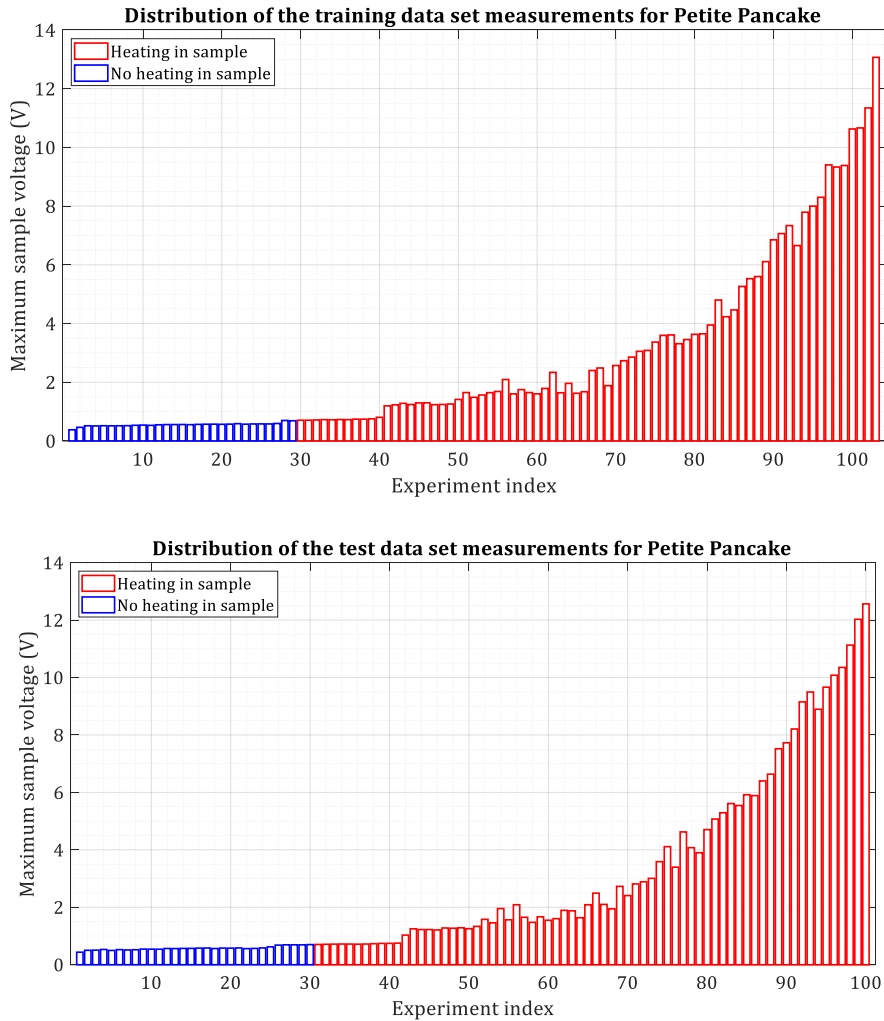 Distribution of the training data set measurements for Petite Pancake
14
12
10
8
6
4
2
0
Maximum sample voltage (V)
Heating in sample
No heating in sample
10 20 30 40 50 60 70 80 90 100
Experiment index
Distribution of the test data set measurements for Petite Pancake
14
12
10
8
6
4
2
0
Maximum sample voltage (V)
Heating in sample
No heating in sample
10 20 30 40 50 60 70 80 90 100
Experiment index